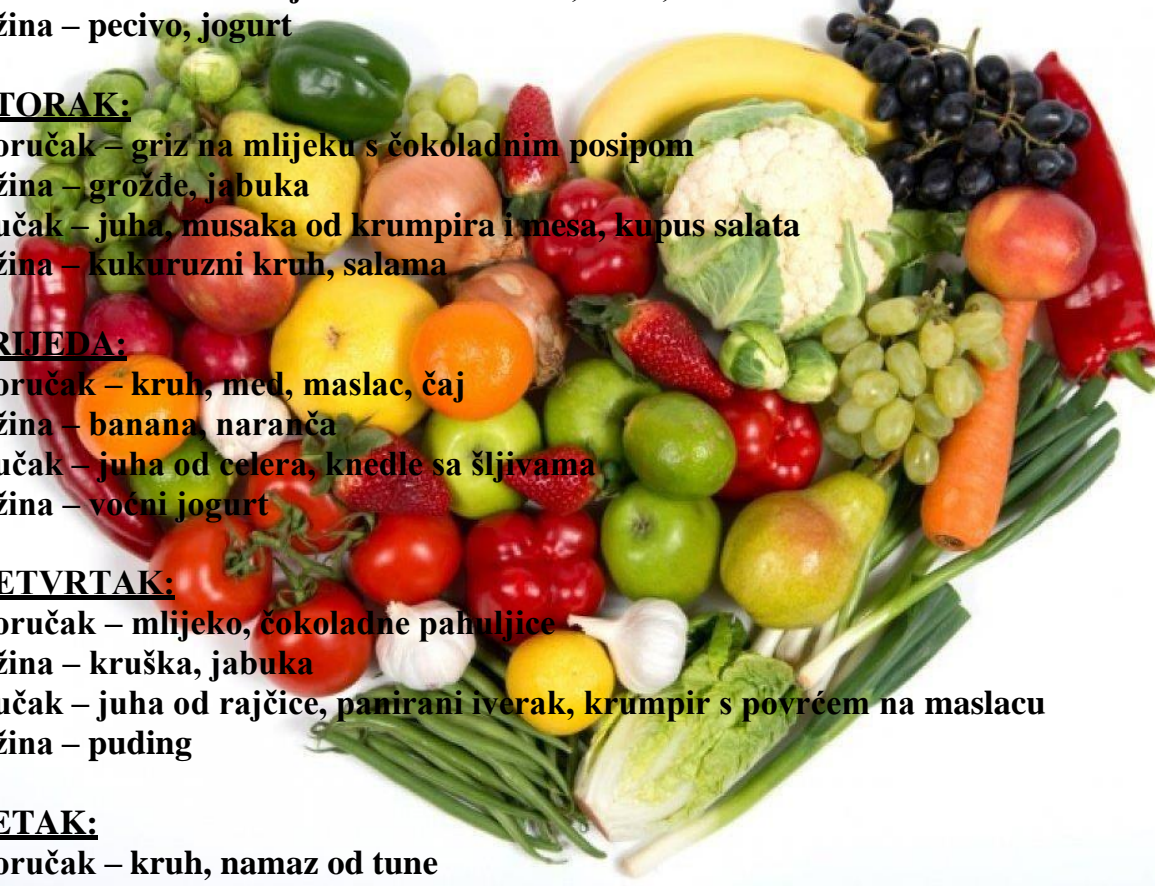 žina – pecivo, jogurt
TORAK:
oručak – griz na mlijeku s čokoladnim posipom
žina – grožđe, jabuka
učak – juha, musaka od krumpira i mesa, kupus salata
žina – kukuruzni kruh, salama
RIJEDA:
oručak – kruh, med, maslac, čaj
žina – banana, naranča
učak – juha od celera, knedle sa šljivama
žina – voćni jogurt
ETVRTAK:
oručak – mlijeko, čokoladne pahuljice
žina – kruška, jabuka
učak – juha od rajčice, panirani iverak, krumpir s povrćem na maslacu
žina – puding
ETAK:
oručak – kruh, namaz od tune